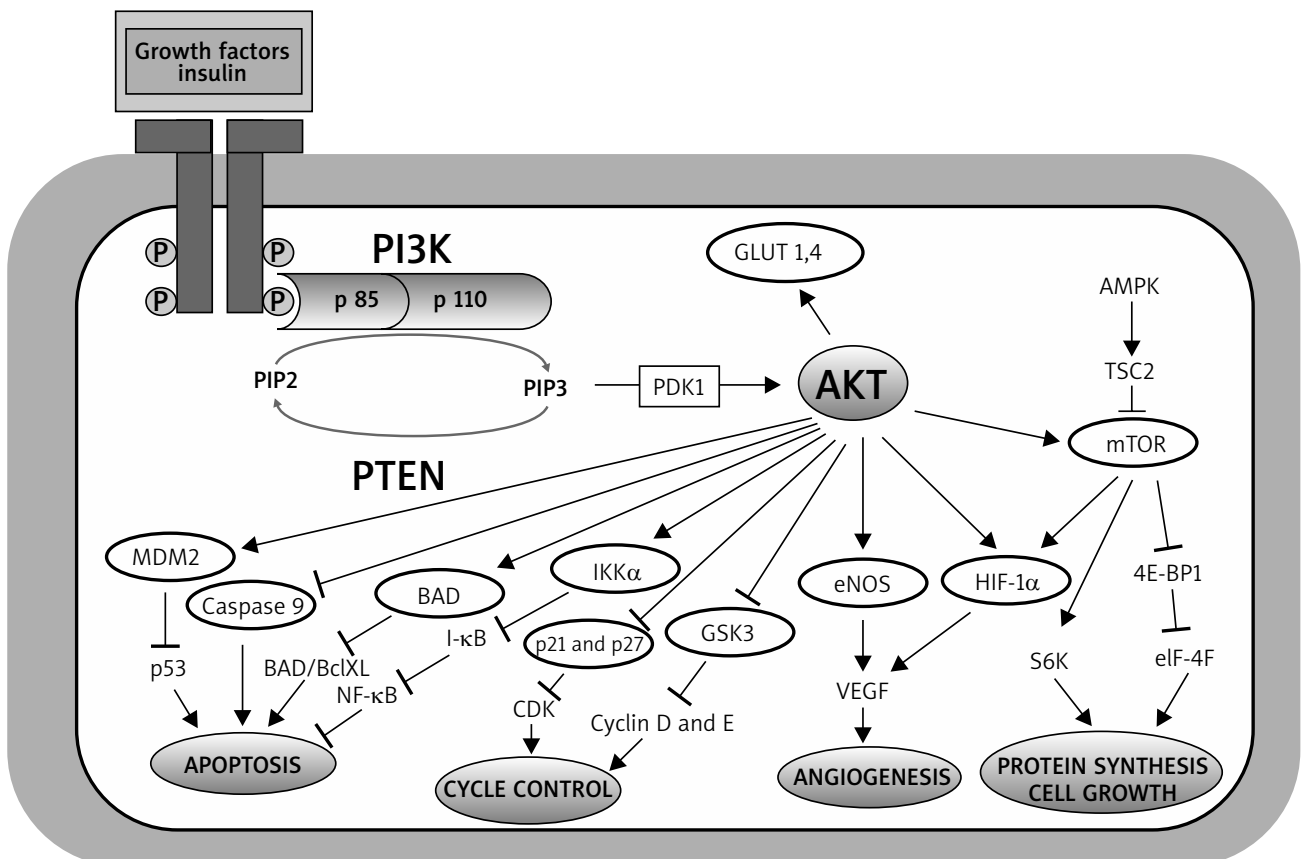 Growth factors
insulin
P
P
P
P
PI3K
p 85
p 110
PIP2
PIP3
PDK1
PTEN
GLUT 1,4
AKT
AMPK
TSC2
mTOR
MDM2
Caspase 9
BAD
IKKα
p21 and p27
GSK3
eNOS
HIF-1α
4E-BP1
p53
BAD/BclXL
I-κB
NF-κB
CDK
Cyclin D and E
VEGF
S6K
elF-4F
APOPTOSIS
CYCLE CONTROL
ANGIOGENESIS
PROTEIN SYNTHESIS
CELL GROWTH